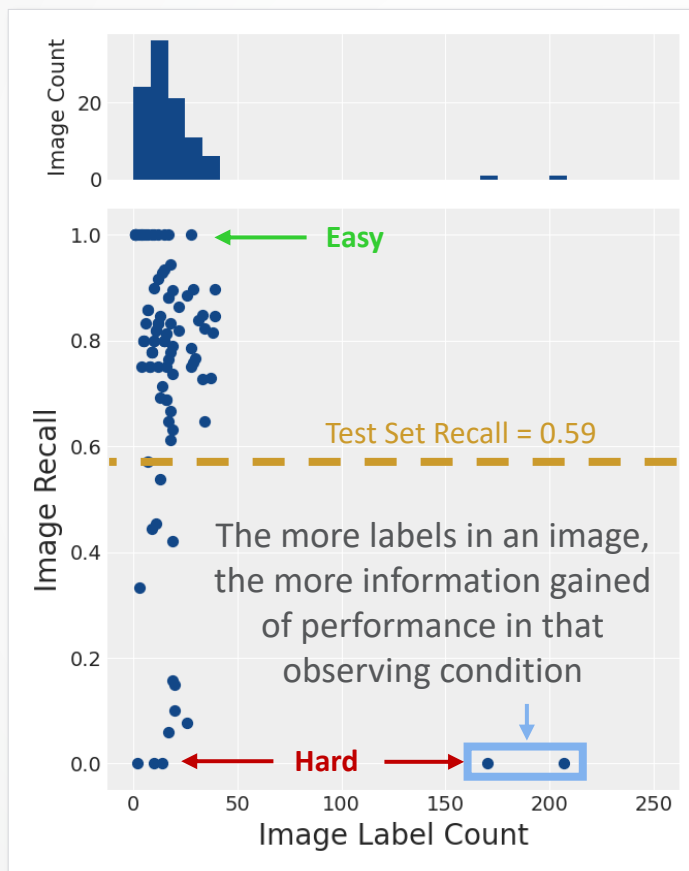 Image Count
20
0
1.0
0.8
0.6
0.4
0.2
0.0
Image Recall
Easy
Test Set Recall = 0.59
The more labels in an image,
the more information gained
of performance in that
observing condition
Hard
0
50
100
150
200
250
Image Label Count